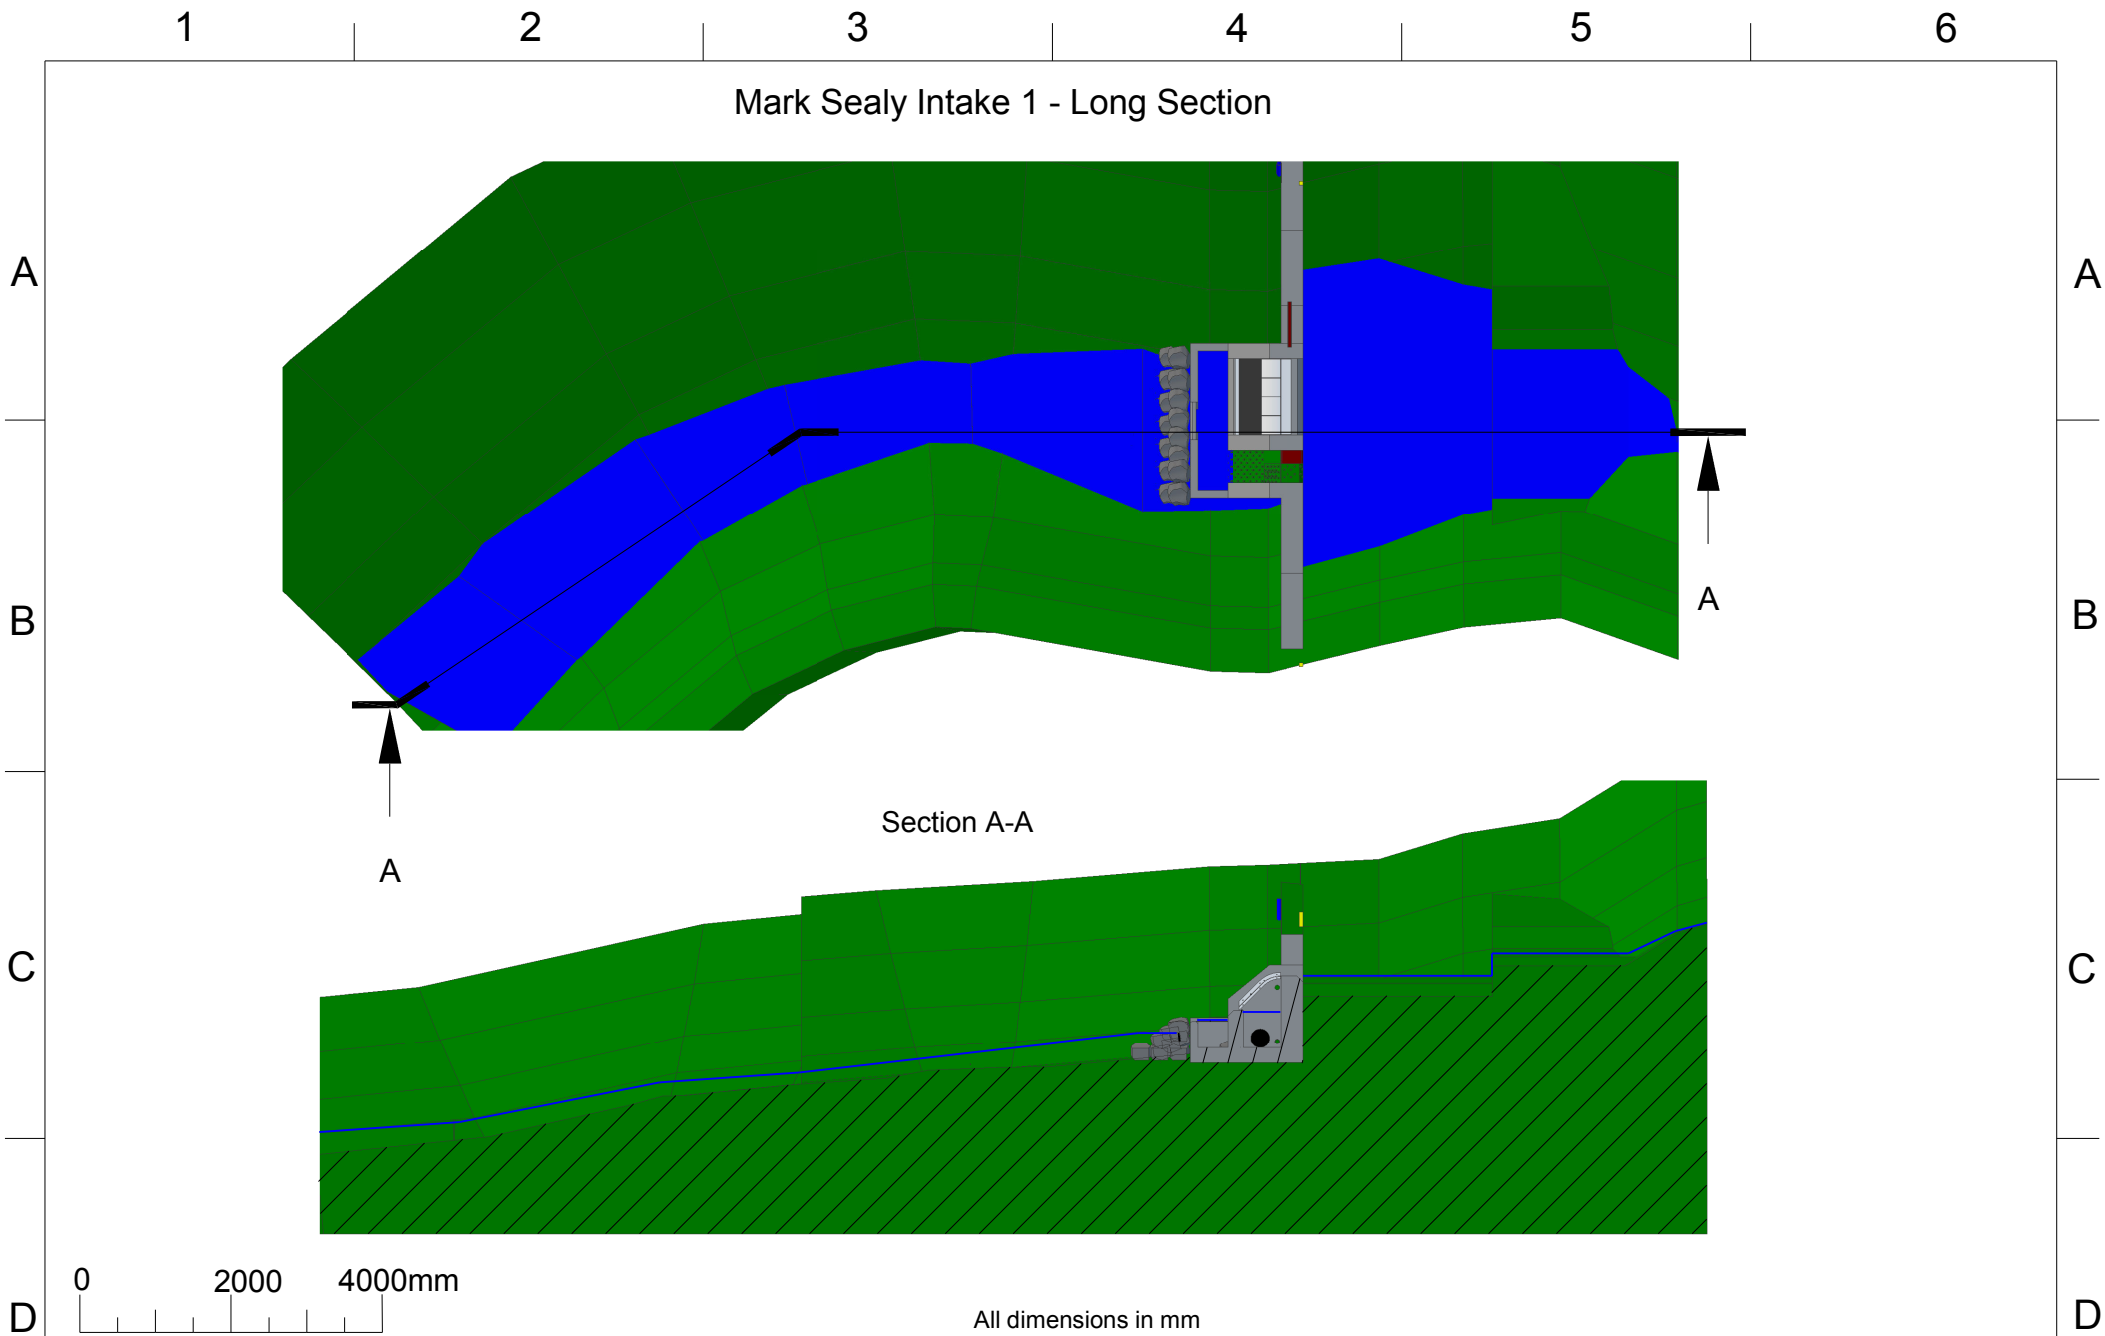 1 2 3 4 5 6
Mark Sealy Intake 1 - Long Section
A A
B A B
Section A-A
A
C C
0 2000 4000mm
D All dimensions in mm D